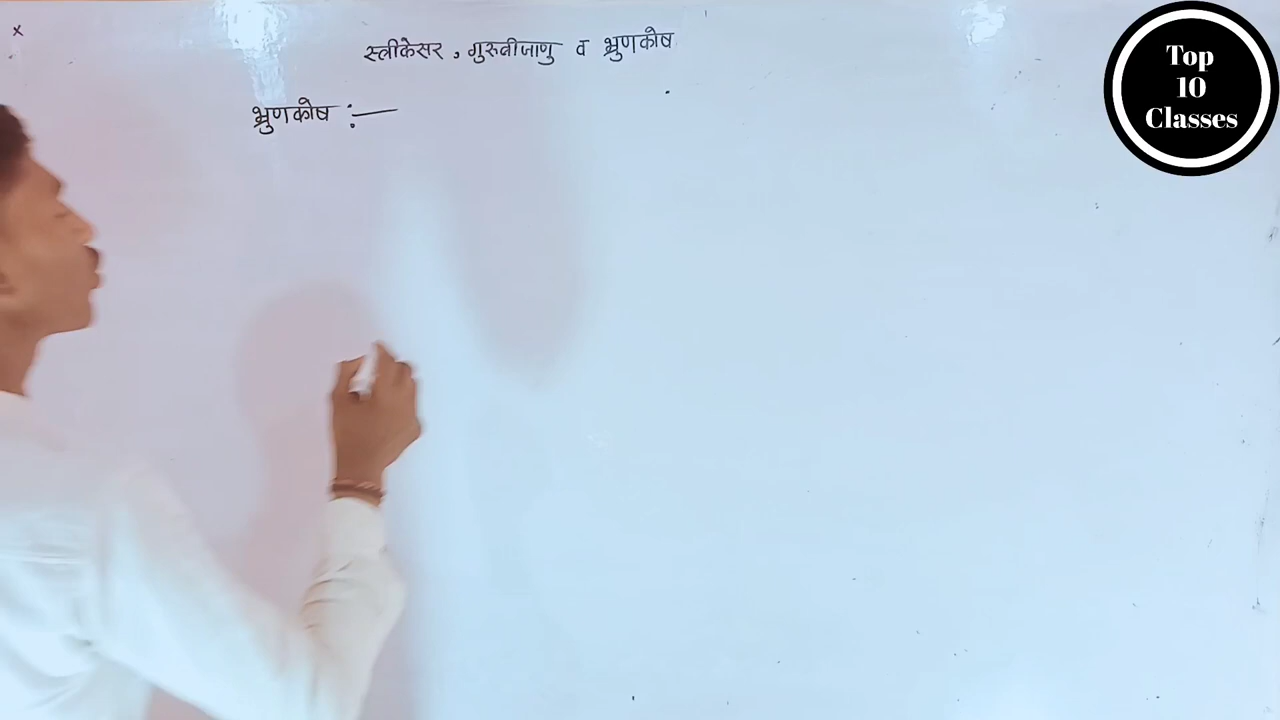 x
स्त्रीकेसर , गुरुबीजाणु व भ्रुणकोष
भ्रुणकोष :—
Top
10
Classes